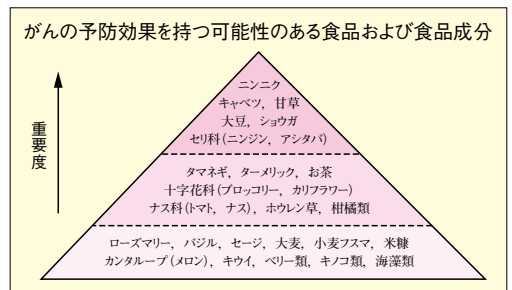 がんの予防効果を持つ可能性のある食品および食品成分
重要度
ニンニク
キャベツ, 甘草
大豆, ショウガ
セリ科(ニンジン, アシタバ)
タマネギ, ターメリック, お茶
十字花科(ブロッコリー, カリフラワー)
ナス科(トマト, ナス), ホウレン草, 柑橘類
ローズマリー, バジル, セージ, 大麦, 小麦フスマ, 米糠
カンタループ(メロン), キウイ, ベリー類, キノコ類, 海藻類